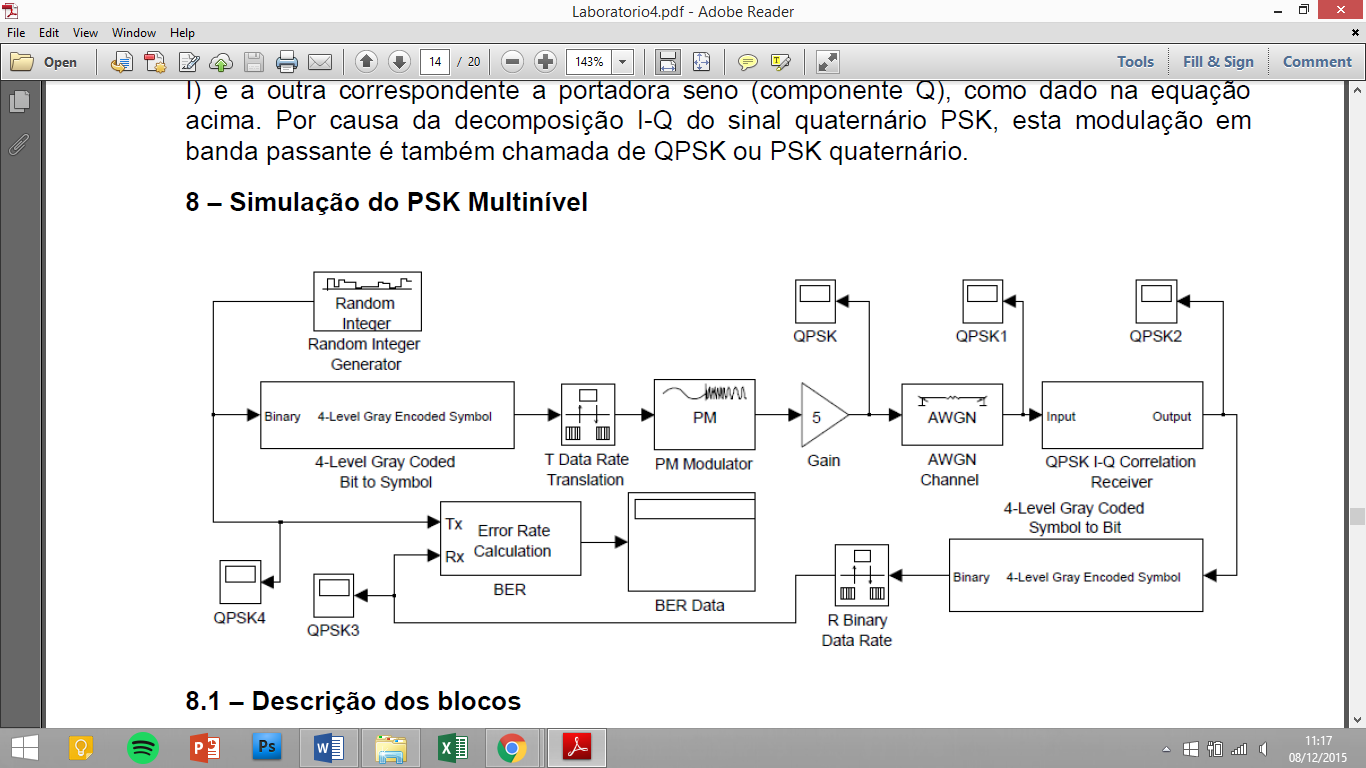 Laboratorio4.pdf - Adobe Reader
File Edit View Window Help
Open 14 / 20 143% Tools Fill & Sign Comment
I) e a outra correspondente a portadora seno (componente Q), como dado na equação
acima. Por causa da decomposição I-Q do sinal quaternário PSK, esta modulação em
banda passante é também chamada de QPSK ou PSK quaternário.
8 – Simulação do PSK Multinível
Random
Integer
Random Integer
Generator
QPSK
QPSK1
QPSK2
Binary 4-Level Gray Encoded Symbol
4-Level Gray Coded
Bit to Symbol
T Data Rate
Translation
PM
PM Modulator
5
Gain
AWGN
AWGN
Channel
Input Output
QPSK I-Q Correlation
Receiver
4-Level Gray Coded
Symbol to Bit
Binary 4-Level Gray Encoded Symbol
R Binary
Data Rate
Tx
Rx
Error Rate
Calculation
BER
BER Data
QPSK4
QPSK3
8.1 – Descrição dos blocos
11:17
08/12/2015